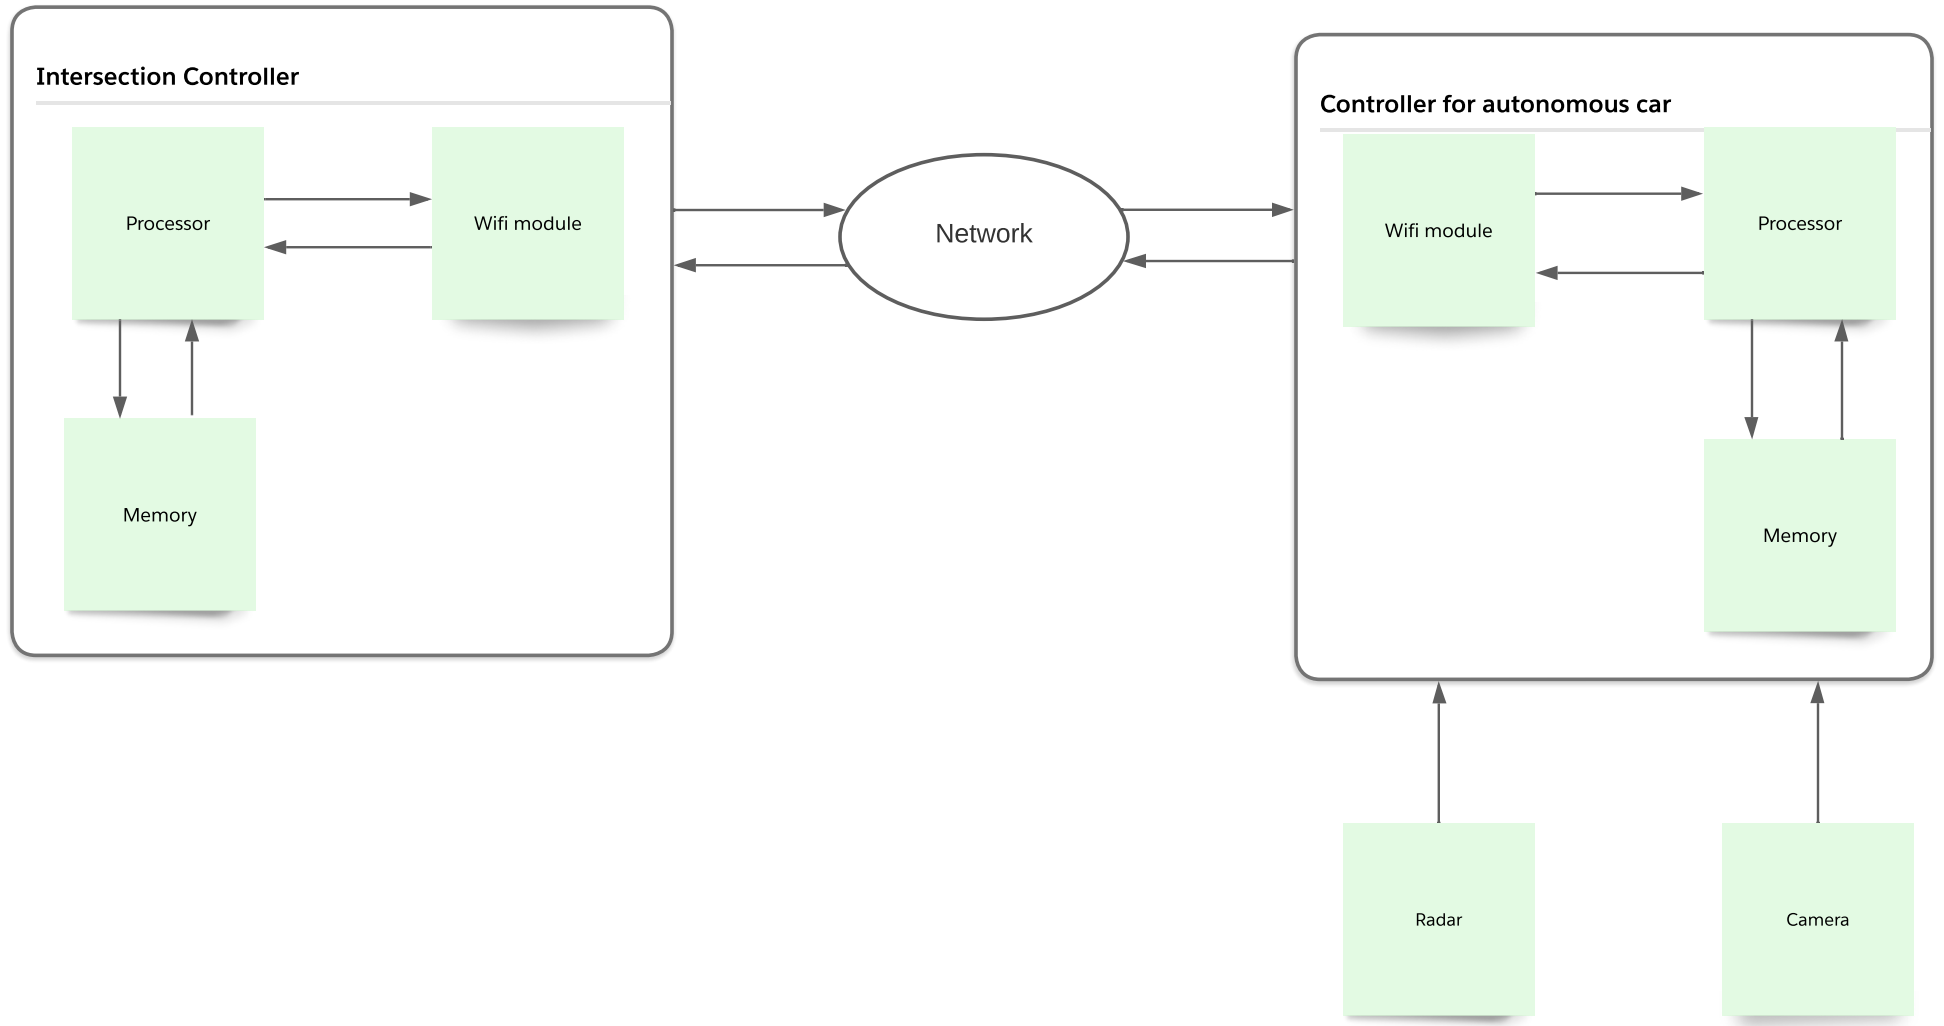 Intersection Controller
Processor
Wifi module
Memory
Network
Controller for autonomous car
Wifi module
Processor
Memory
Radar
Camera